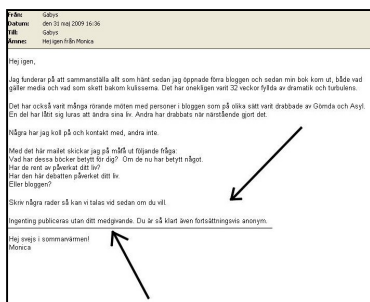 Från: Gabys
Datum: den 31 maj 2009 16:36
Till: Gabys
Ämne: Hej igen från Monica
Hej igen,
Jag funderar på att sammanställa allt som hänt sedan jag öppnade förra bloggen och sedan min bok kom ut, både vad
gäller media och vad som skett bakom kulisserna. Det har onekligen varit 32 veckor fyllda av dramatik och turbulens.
Det har också varit många rörande möten med personer i bloggen som på olika sätt varit drabbade av Gömda och Asyl.
En del har låtit sig luras att ändra sina liv. Andra har drabbats när närstående gjort det.
Några har jag koll på och kontakt med, andra inte.
Med det här mailet skickar jag på måfå ut följande fråga:
Vad har dessa böcker betytt för dig? Om de nu har betytt något.
Har de rent av påverkat ditt liv?
Har den här debatten påverket ditt liv.
Eller bloggen?
Skriv några rader så kan vi talas vid sedan om du vill.
Ingenting publiceras utan ditt medgivande. Du är så klart även fortsättningsvis anonym.
Hej svejs i sommarvärmen!
Monica